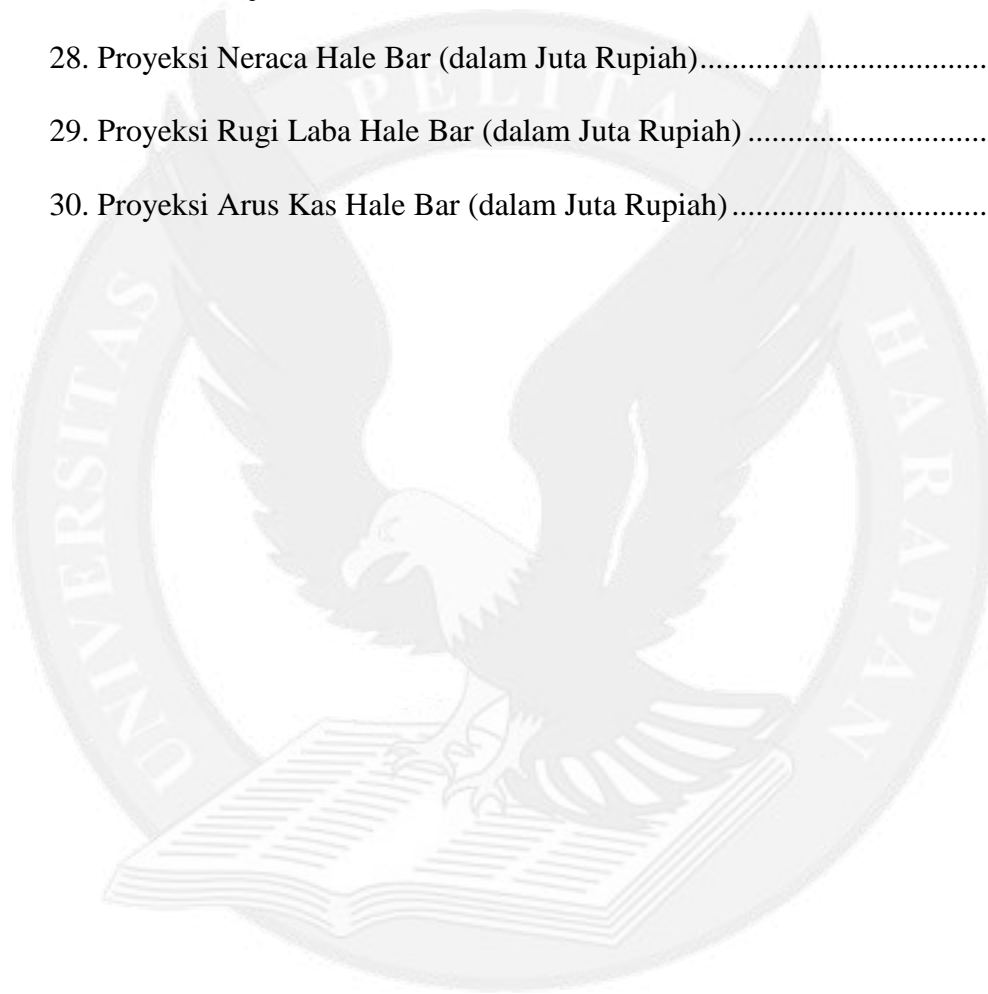 28. Proyeksi Neraca Hale Bar (dalam Juta Rupiah)...................................
29. Proyeksi Rugi Laba Hale Bar (dalam Juta Rupiah) .............................
30. Proyeksi Arus Kas Hale Bar (dalam Juta Rupiah) ...............................
UNIVERSITAS PELITA HARAPAN